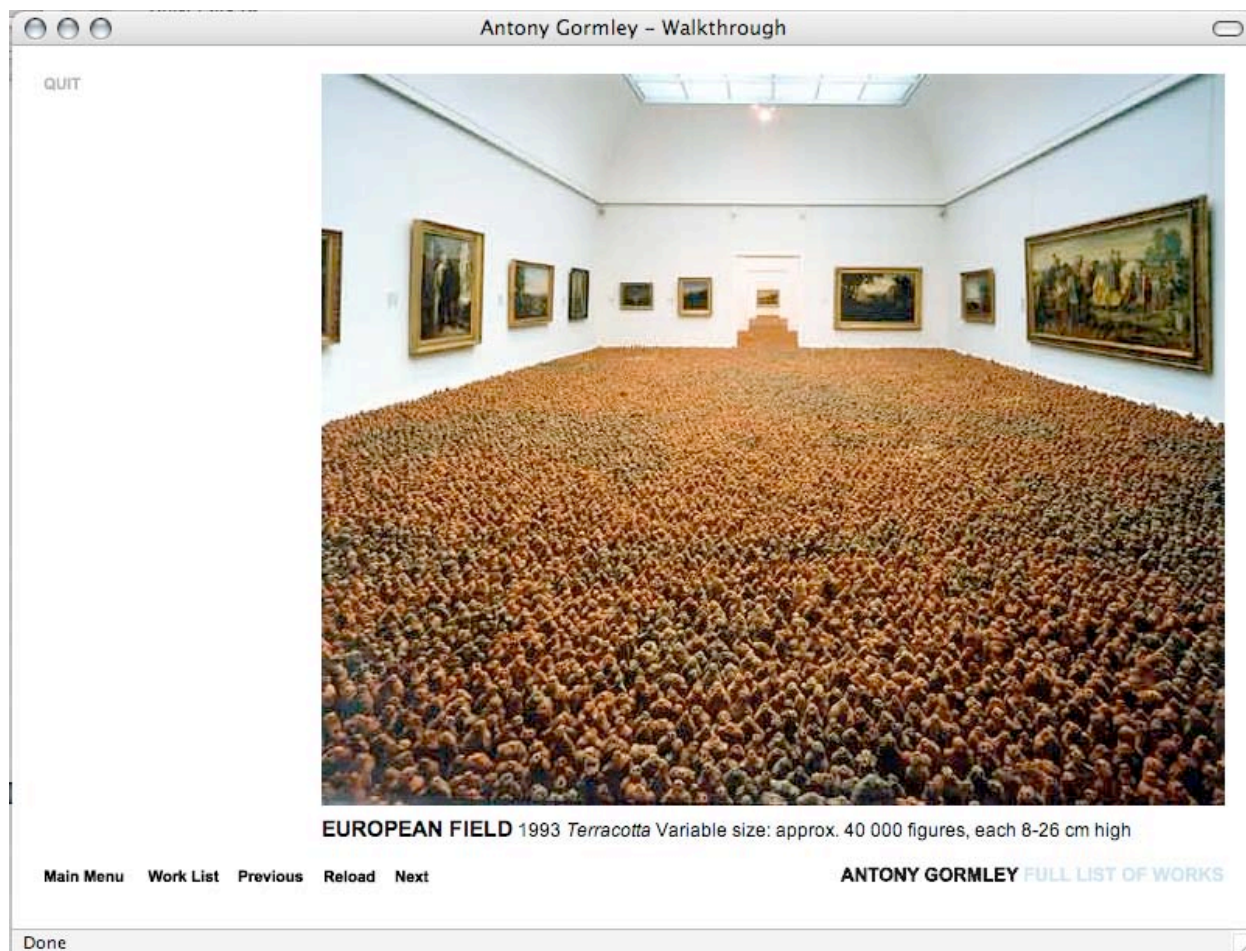 Antony Gormley – Walkthrough
QUIT
EUROPEAN FIELD 1993 Terracotta Variable size: approx. 40 000 figures, each 8-26 cm high
Main Menu Work List Previous Reload Next
ANTONY GORMLEY FULL LIST OF WORKS
Done